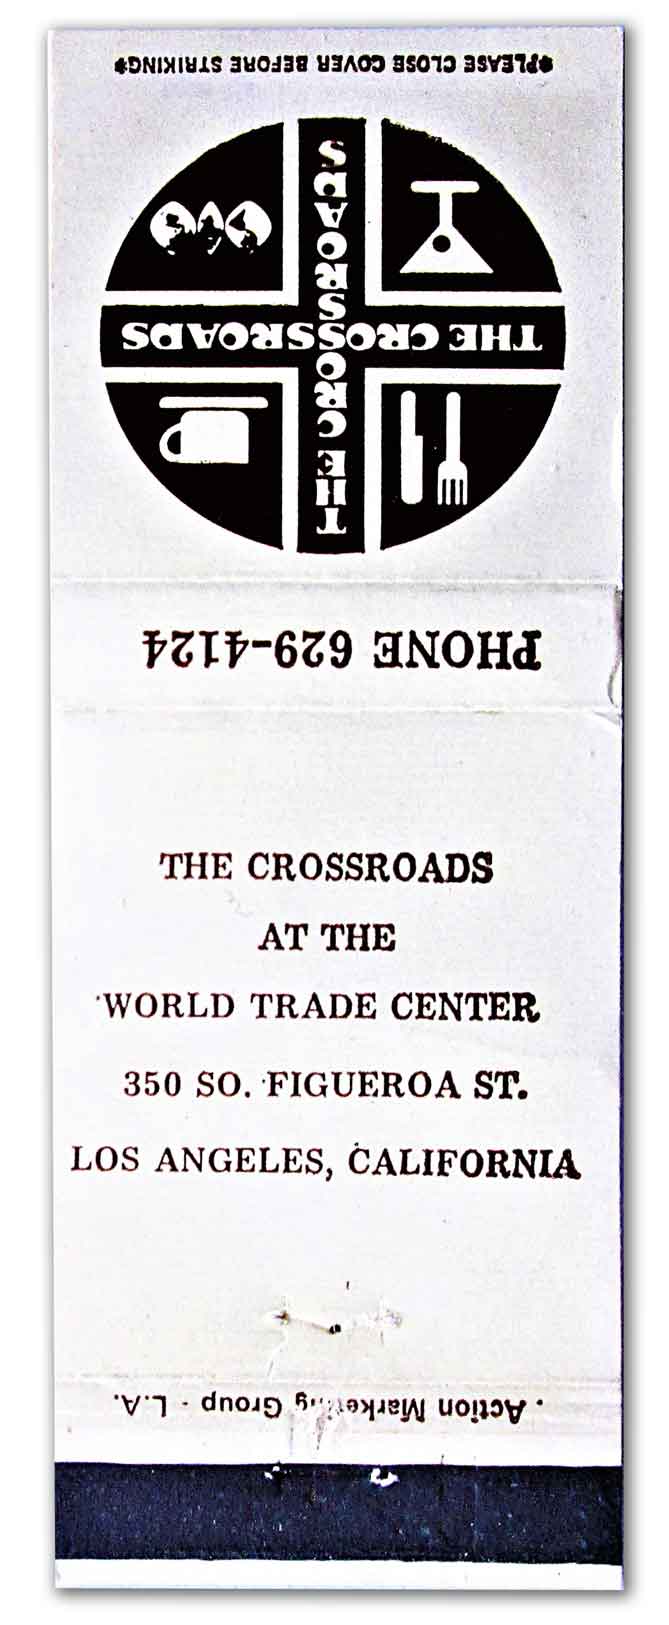 *PLEASE CLOSE COVER BEFORE STRIKING*
THE CROSSROADS
THE CROSSROADS
PHONE 629-4124
THE CROSSROADS
AT THE
WORLD TRADE CENTER
350 SO. FIGUEROA ST.
LOS ANGELES, CALIFORNIA
. Action Marketing Group - L.A.